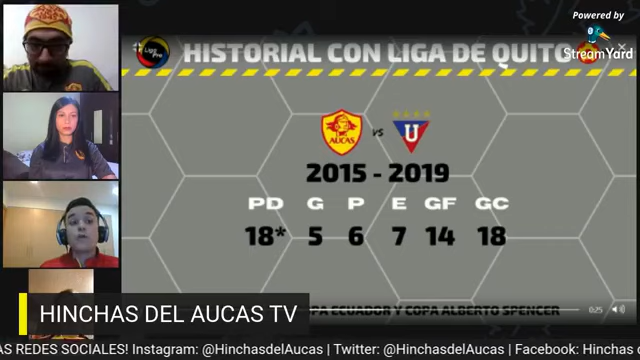 Powered by
StreamYard
Liga
Pro
HISTORIAL CON LIGA DE QUITO
AUCAS
VS
U
2015 - 2019
PD G P E GF GC
18* 5 6 7 14 18
PA ECUADOR Y COPA ALBERTO SPENCER
0:25
HINCHAS DEL AUCAS TV
AS REDES SOCIALES! Instagram: @HinchasdelAucas | Twitter: @HinchasdelAucas | Facebook: Hinchas